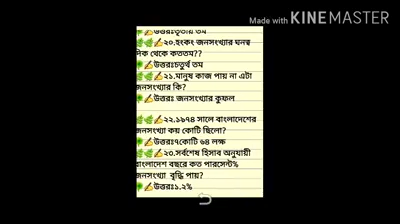 Made with KINEMASTER
উত্তরঃতৃতীয় তম
২০.হংকং জনসংখ্যার ঘনত্ব
দিক থেকে কততম??
উত্তরঃচতুর্থ তম
২১.মানুষ কাজ পায় না এটা
জনসংখ্যার কি?
উত্তরঃ জনসংখ্যার কুফল
২২.১৯৭৪ সালে বাংলাদেশের
জনসংখ্যা কয় কোটি ছিলো?
উত্তরঃ৭কোটি ৬৪ লক্ষ
২৩.সর্বশেষ হিসাব অনুযায়ী
বাংলাদেশ বছরে কত পারসেন্ট%
জনসংখ্যা বৃদ্ধি পায়?
উত্তরঃ১.২%